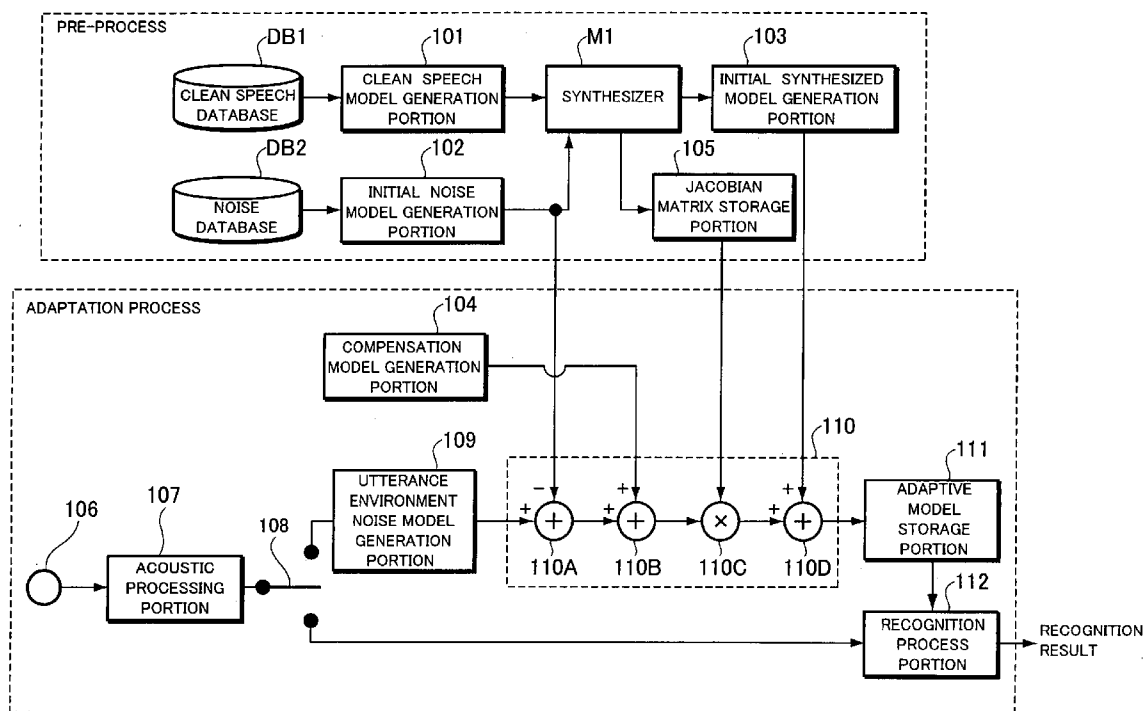 PRE-PROCESS
DB1
101
M1
103
CLEAN SPEECH
DATABASE
CLEAN SPEECH
MODEL GENERATION
PORTION
SYNTHESIZER
INITIAL SYNTHESIZED
MODEL GENERATION
PORTION
DB2
102
105
NOISE
DATABASE
INITIAL NOISE
MODEL GENERATION
PORTION
JACOBIAN
MATRIX STORAGE
PORTION
ADAPTATION PROCESS
104
COMPENSATION
MODEL GENERATION
PORTION
109
110
111
UTTERANCE
ENVIRONMENT
NOISE MODEL
GENERATION
PORTION
− + +
+ + + + × + +
110A 110B 110C 110D
ADAPTIVE
MODEL
STORAGE
PORTION
106
107
108
ACOUSTIC
PROCESSING
PORTION
112
RECOGNITION
PROCESS
PORTION
RECOGNITION
RESULT